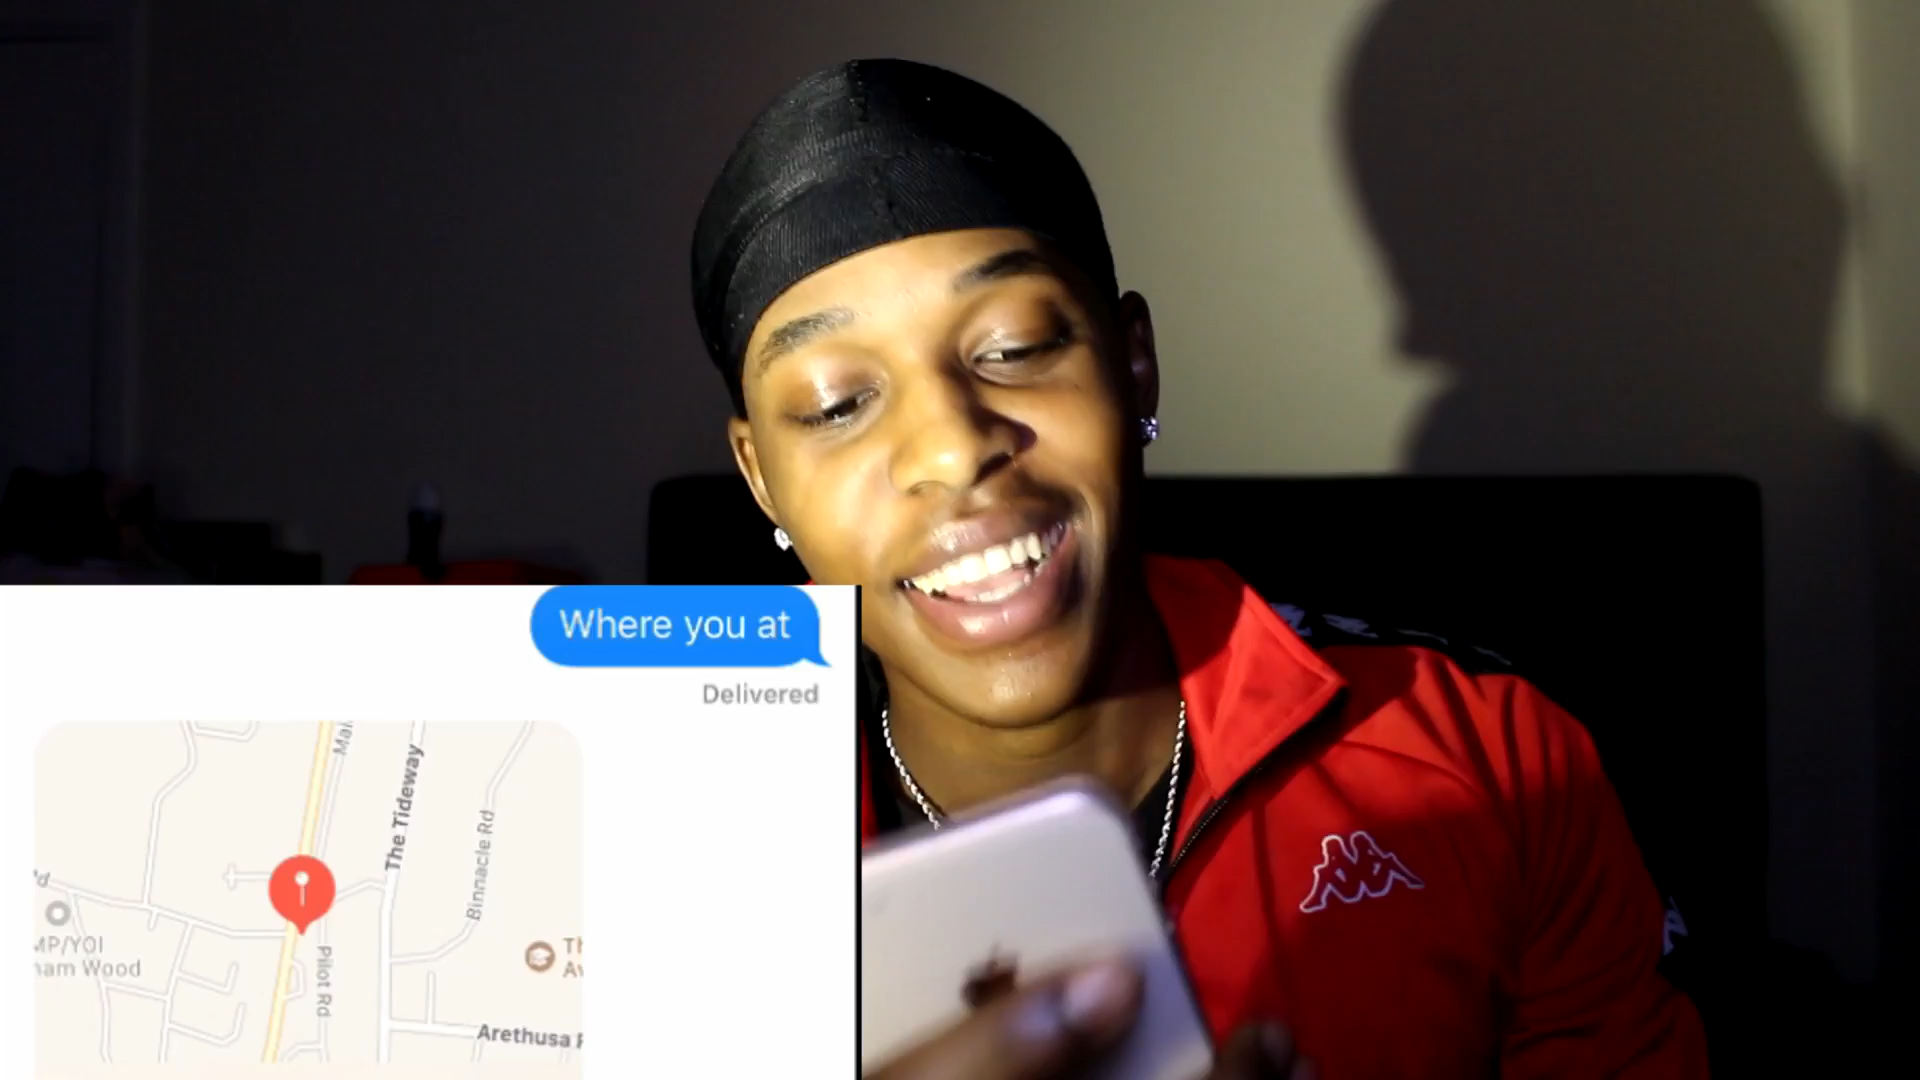 Where you at
Delivered
The Tideway
Binnacle Rd
Pilot Rd
Arethusa